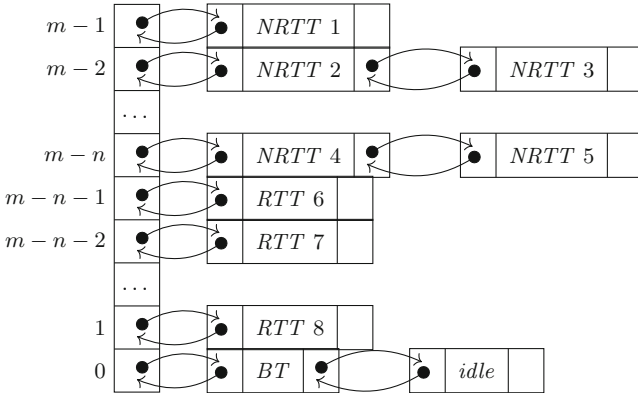 m − 1 NRTT 1
m − 2 NRTT 2 NRTT 3
...
m − n NRTT 4 NRTT 5
m − n − 1 RTT 6
m − n − 2 RTT 7
...
1 RTT 8
0 BT idle